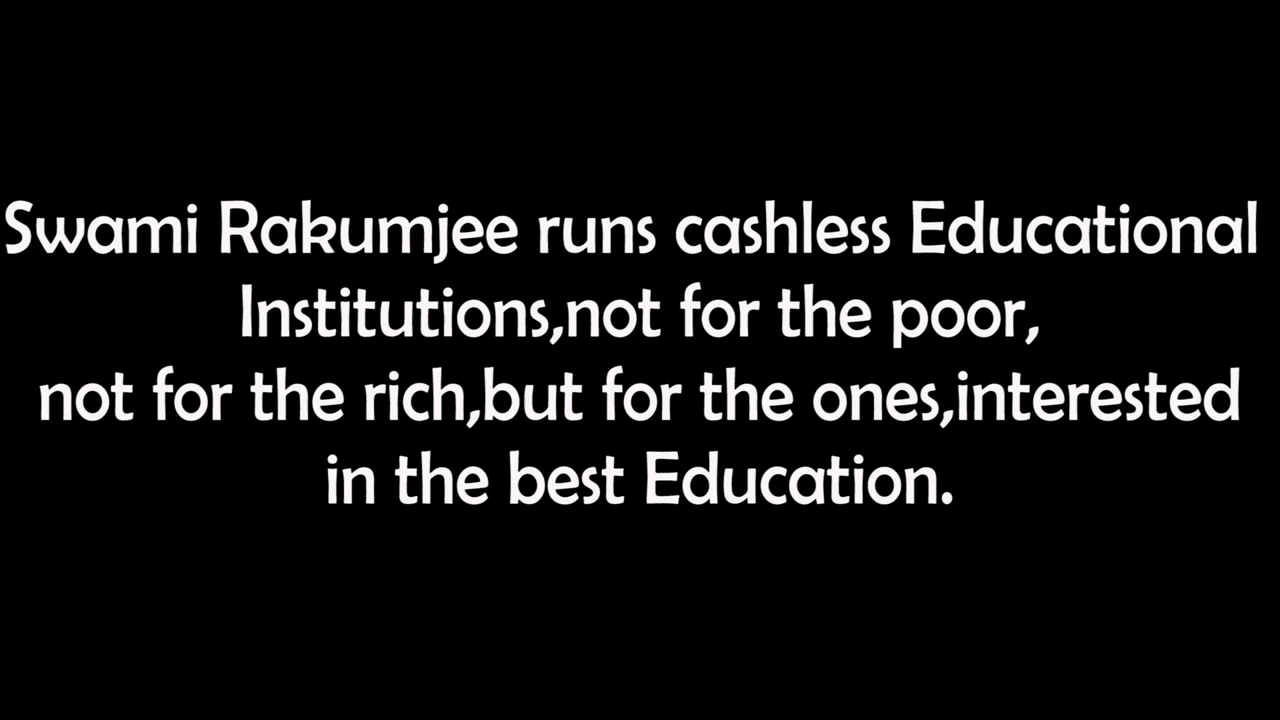 Swami Rakumjee runs cashless Educational
Institutions,not for the poor,
not for the rich,but for the ones,interested
in the best Education.